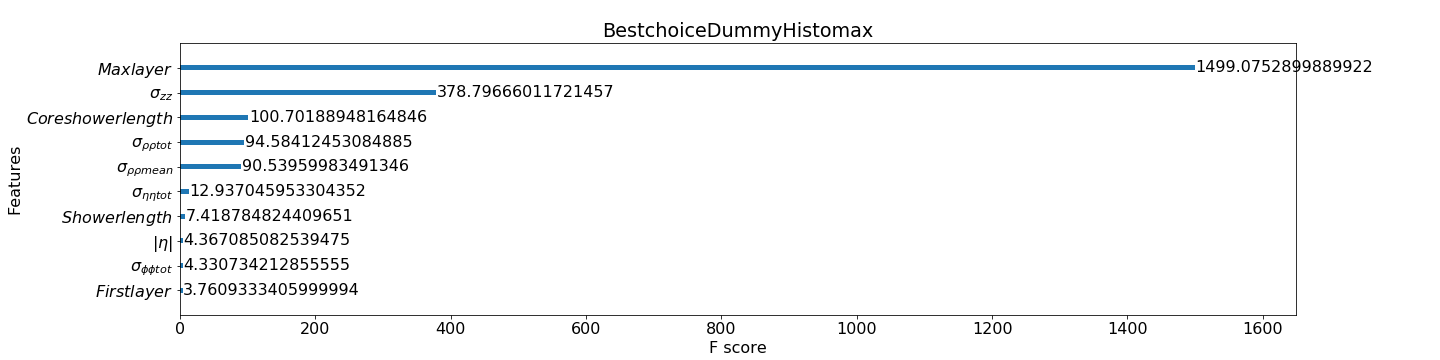 BestchoiceDummyHistomax
Features
Maxlayer 1499.0752899889922
σzz 378.79666011721457
Coreshowerlength 100.70188948164846
σρρtot 94.58412453084885
σρρmean 90.53959983491346
σηηtot 12.937045953304352
Showerlength 7.418784824409651
|η| 4.367085082539475
σϕϕtot 4.330734212855555
Firstlayer 3.7609333405999994
0 200 400 600 800 1000 1200 1400 1600
F score